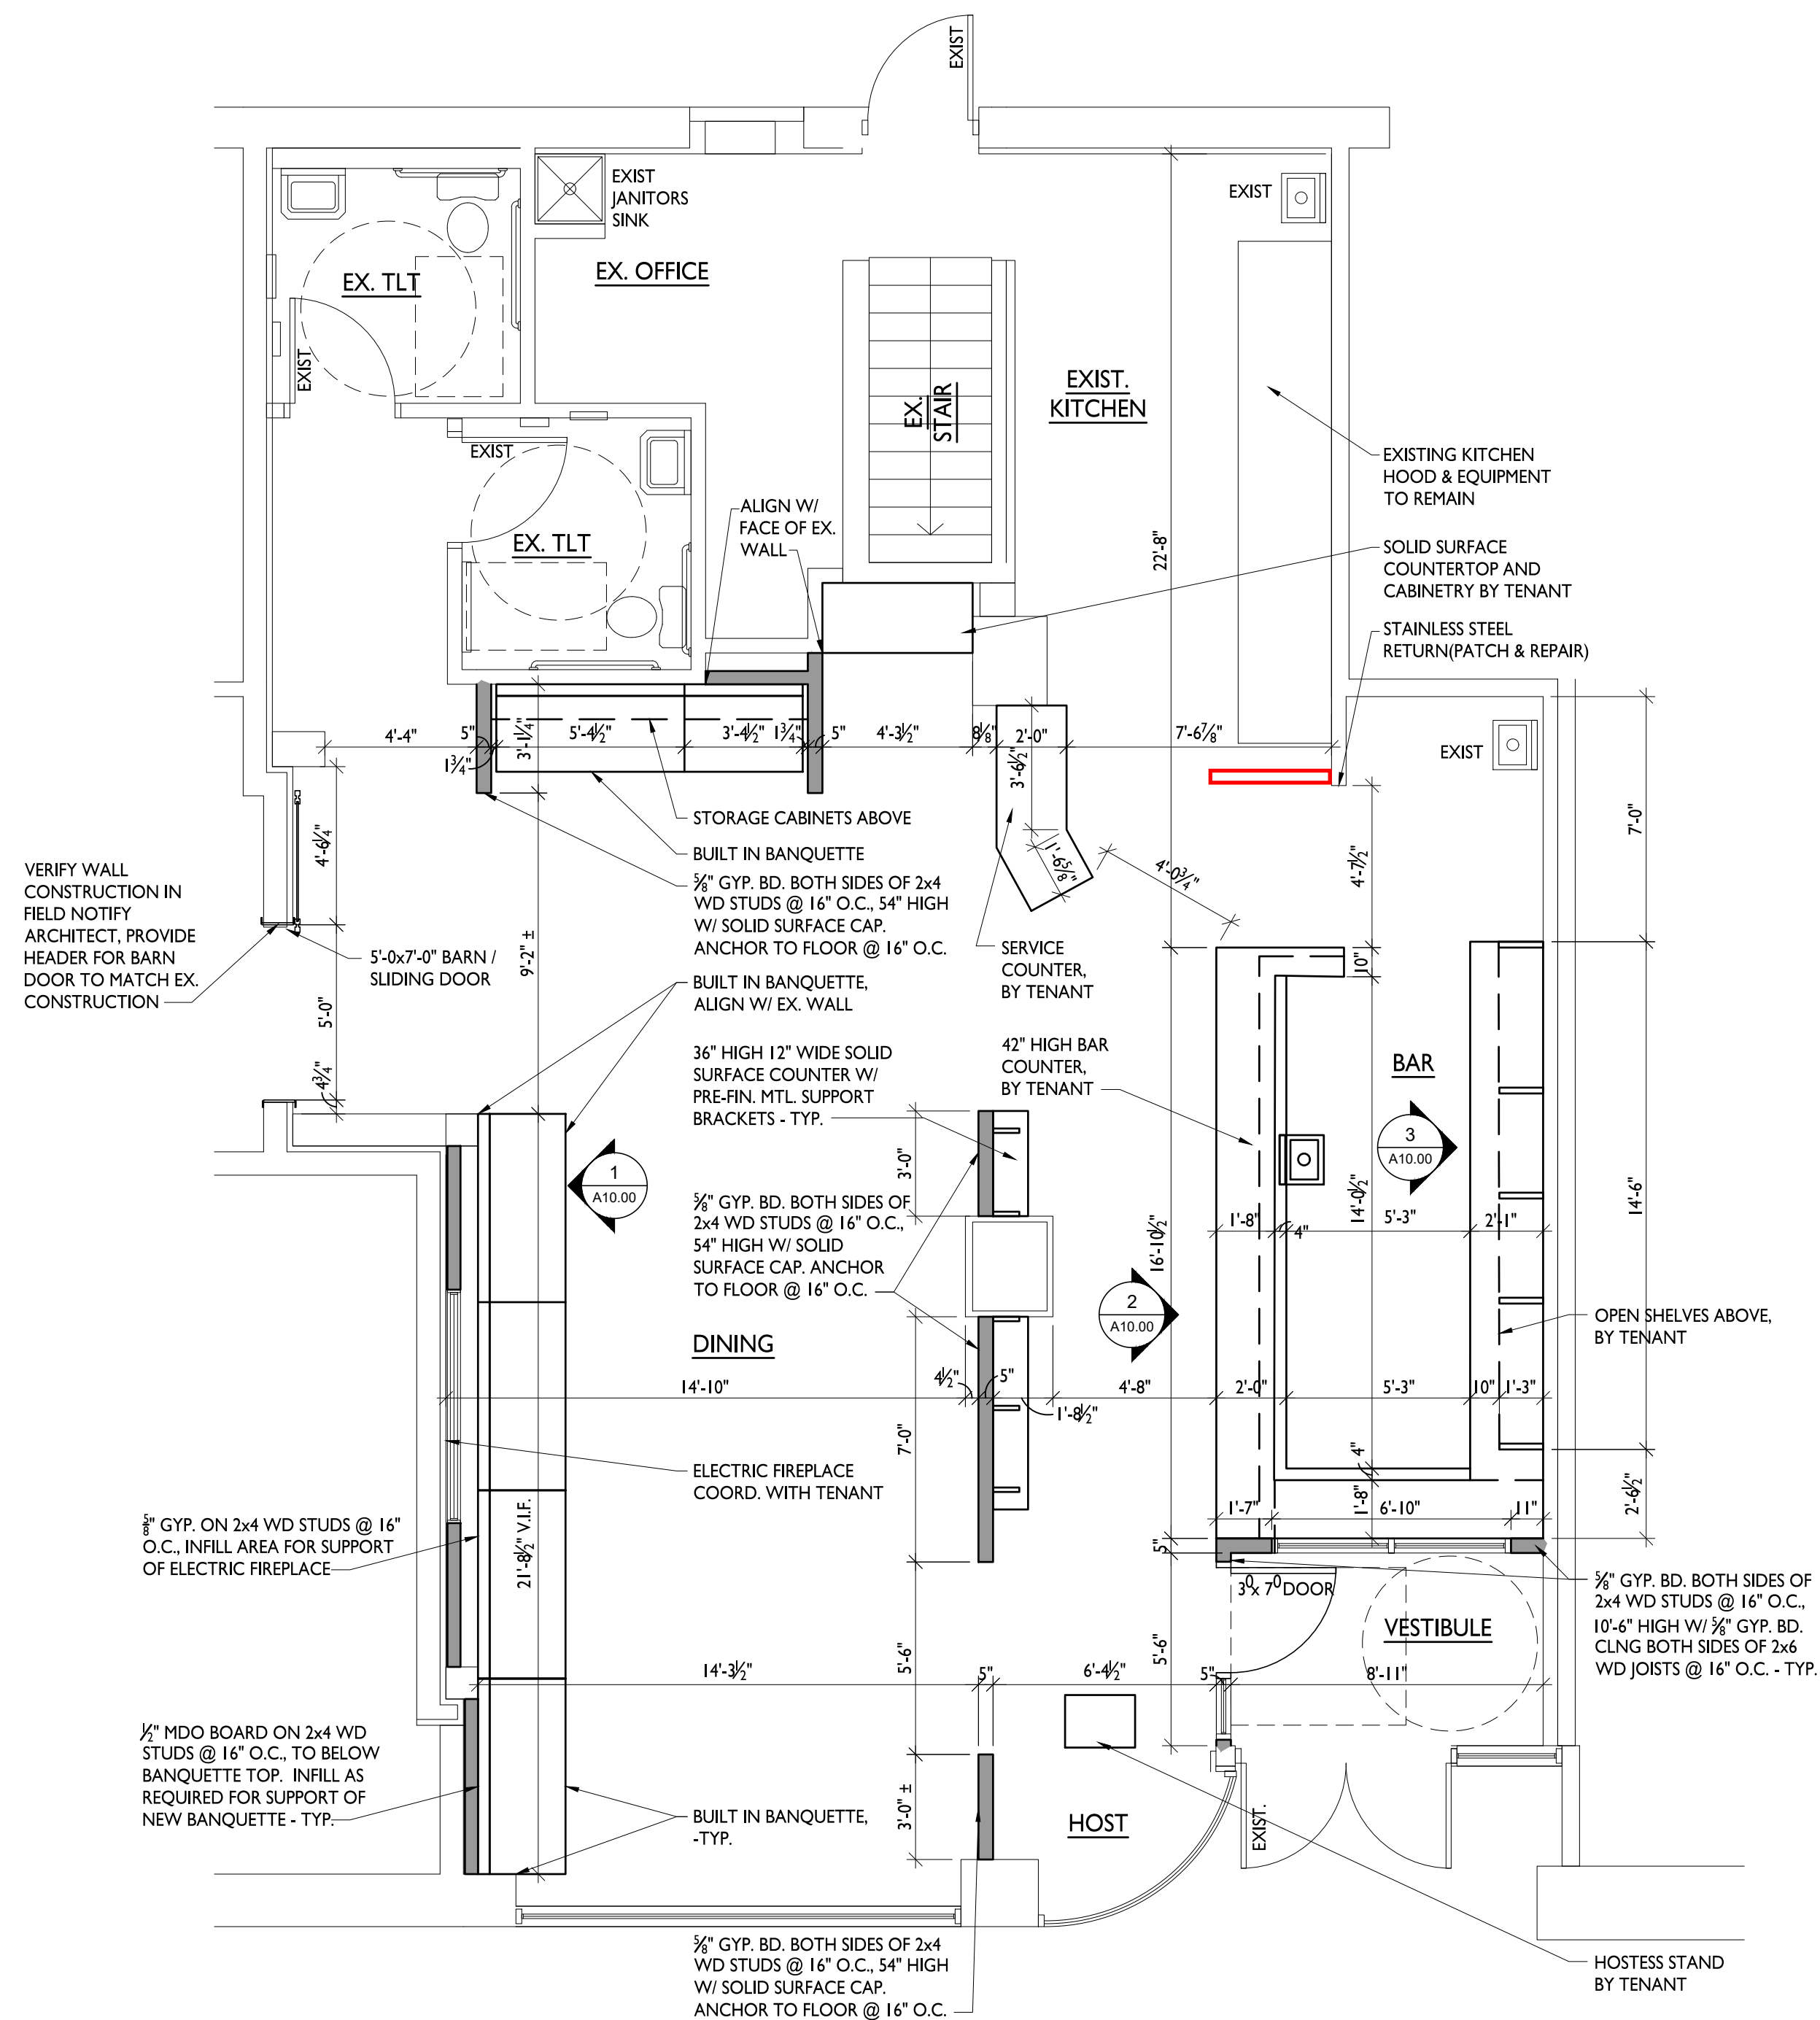 EXIST
EXIST
JANITORS
SINK
EXIST
EX. TLT
EX. OFFICE
EXIST
EX.
STAIR
EXIST.
KITCHEN
EXISTING KITCHEN
HOOD & EQUIPMENT
TO REMAIN
EXIST
EX. TLT
ALIGN W/
FACE OF EX.
WALL
22'-8"
SOLID SURFACE
COUNTERTOP AND
CABINETRY BY TENANT
STAINLESS STEEL
RETURN(PATCH & REPAIR)
4'-4"
5"
1¾"
3'-1¼"
5'-4½"
3'-4½"
1¾"
5"
4'-3½"
8⅛"
2'-0"
3'-6½"
7'-6⅞"
EXIST
7'-0"
STORAGE CABINETS ABOVE
BUILT IN BANQUETTE
⅝" GYP. BD. BOTH SIDES OF 2x4
WD STUDS @ 16" O.C., 54" HIGH
W/ SOLID SURFACE CAP.
ANCHOR TO FLOOR @ 16" O.C.
1'-6⅝"
4'-0¾"
4'-7½"
4'-6¼"
VERIFY WALL
CONSTRUCTION IN
FIELD NOTIFY
ARCHITECT, PROVIDE
HEADER FOR BARN
DOOR TO MATCH EX.
CONSTRUCTION
5'-0x7'-0" BARN /
SLIDING DOOR
9'-2" ±
5'-0"
4¾"
BUILT IN BANQUETTE,
ALIGN W/ EX. WALL
SERVICE
COUNTER,
BY TENANT
10"
36" HIGH 12" WIDE SOLID
SURFACE COUNTER W/
PRE-FIN. MTL. SUPPORT
BRACKETS - TYP.
42" HIGH BAR
COUNTER,
BY TENANT
BAR
3
A10.00
1
A10.00
3'-0"
⅝" GYP. BD. BOTH SIDES OF
2x4 WD STUDS @ 16" O.C.,
54" HIGH W/ SOLID
SURFACE CAP. ANCHOR
TO FLOOR @ 16" O.C.
16'-10½"
1'-8"
4"
14'-0½"
5'-3"
2'-1"
14'-6"
2
A10.00
OPEN SHELVES ABOVE,
BY TENANT
DINING
14'-10"
4½"
5"
1'-8½"
4'-8"
2'-0"
5'-3"
10"
1'-3"
7'-0"
ELECTRIC FIREPLACE
COORD. WITH TENANT
4"
1'-8"
1'-7"
6'-10"
11"
2'-6½"
⅝" GYP. ON 2x4 WD STUDS @ 16"
O.C., INFILL AREA FOR SUPPORT
OF ELECTRIC FIREPLACE
21'-8½" V.I.F.
5"
3⁰x 7⁰ DOOR
⅝" GYP. BD. BOTH SIDES OF
2x4 WD STUDS @ 16" O.C.,
10'-6" HIGH W/ ⅝" GYP. BD.
CLNG BOTH SIDES OF 2x6
WD JOISTS @ 16" O.C. - TYP.
VESTIBULE
5'-6"
5'-6"
14'-3½"
5"
6'-4½"
5"
8'-11"
½" MDO BOARD ON 2x4 WD
STUDS @ 16" O.C., TO BELOW
BANQUETTE TOP. INFILL AS
REQUIRED FOR SUPPORT OF
NEW BANQUETTE - TYP.
BUILT IN BANQUETTE,
-TYP.
3'-0" ±
HOST
EXIST.
⅝" GYP. BD. BOTH SIDES OF 2x4
WD STUDS @ 16" O.C., 54" HIGH
W/ SOLID SURFACE CAP.
ANCHOR TO FLOOR @ 16" O.C.
HOSTESS STAND
BY TENANT